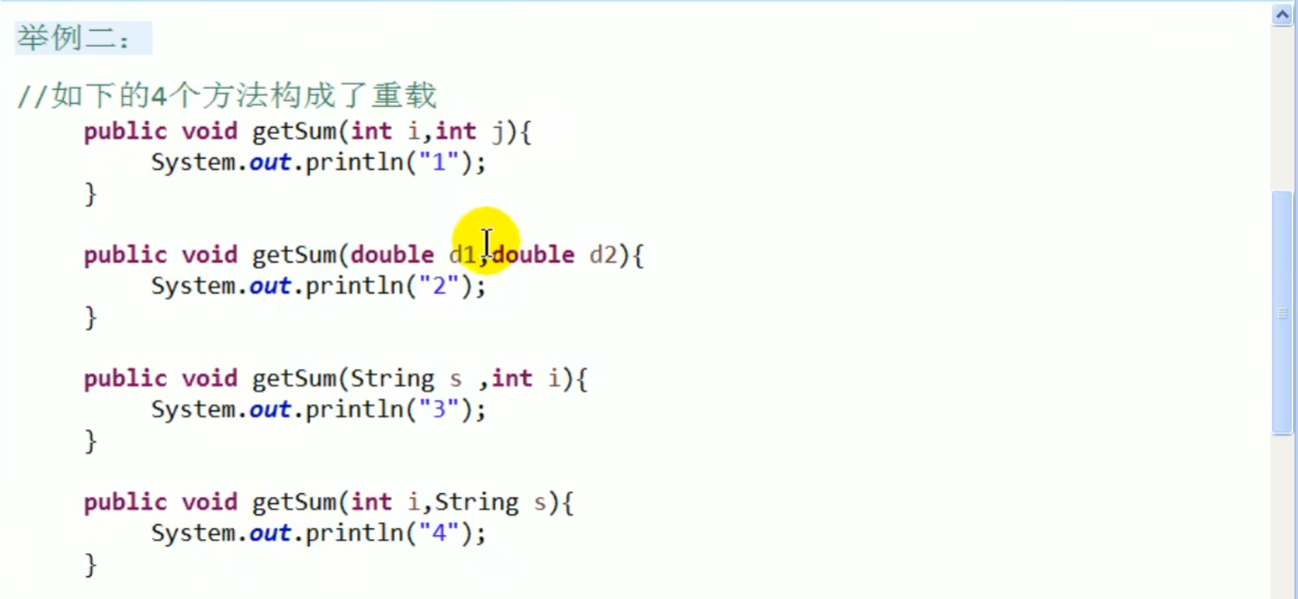 举例二：
//如下的4个方法构成了重载
public void getSum(int i,int j){
System.out.println("1");
}
public void getSum(double d1,double d2){
System.out.println("2");
}
public void getSum(String s ,int i){
System.out.println("3");
}
public void getSum(int i,String s){
System.out.println("4");
}